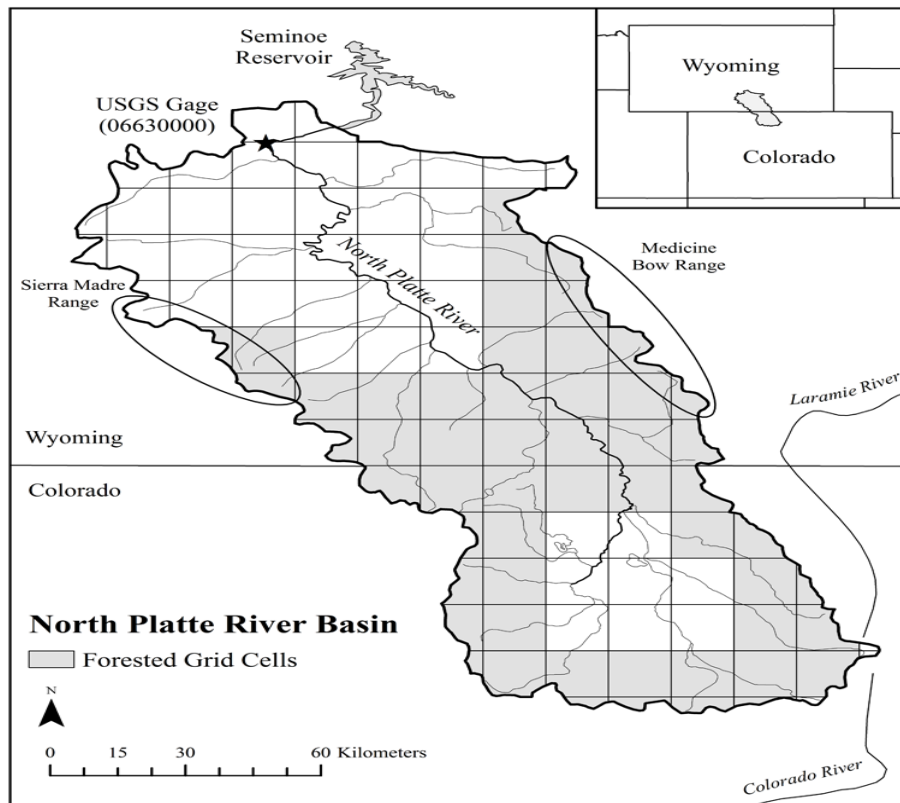 Seminoe
Reservoir
USGS Gage
(06630000)
Wyoming
Colorado
Medicine
Bow Range
North Platte River
Sierra Madre
Range
Laramie River
Wyoming
Colorado
North Platte River Basin
Forested Grid Cells
N
0 15 30 60 Kilometers
Colorado River